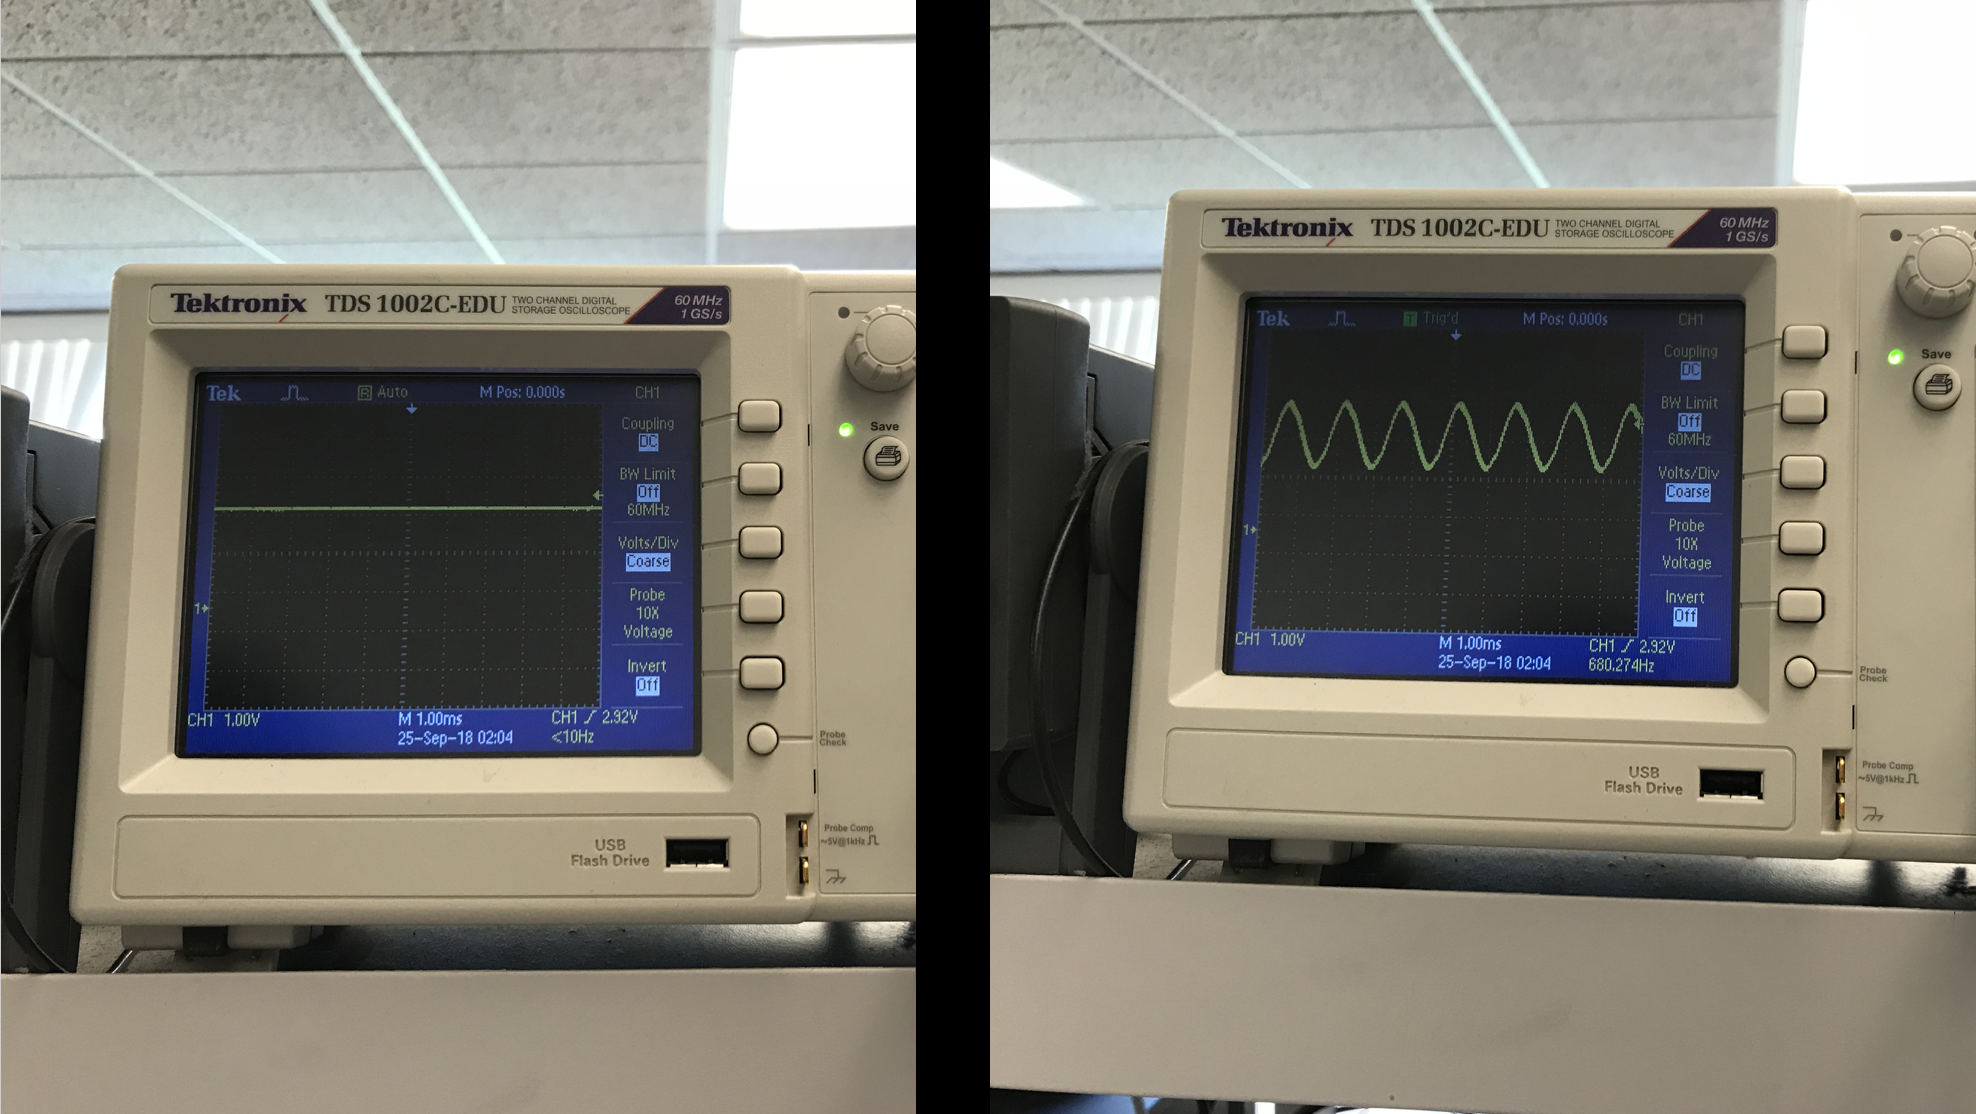 Tektronix TDS 1002C-EDU TWO CHANNEL DIGITAL STORAGE OSCILLOSCOPE 60 MHz 1 GS/s
Tek R Auto M Pos: 0.000s CH1
Coupling
DC
BW Limit
Off
60MHz
Volts/Div
Coarse
Probe
10X
Voltage
Invert
Off
1
CH1 1.00V M 1.00ms CH1 2.92V
25-Sep-18 02:04 <10Hz
Save
Probe
Check
USB
Flash Drive
Probe Comp
~5V@1kHz
Tektronix TDS 1002C-EDU TWO CHANNEL DIGITAL STORAGE OSCILLOSCOPE 60 MHz 1 GS/s
Tek T Trig'd M Pos: 0.000s CH1
Coupling
DC
BW Limit
Off
60MHz
Volts/Div
Coarse
Probe
10X
Voltage
Invert
Off
1
CH1 1.00V M 1.00ms CH1 2.92V
25-Sep-18 02:04 680.274Hz
Save
Probe
Check
USB
Flash Drive
Probe Comp
~5V@1kHz